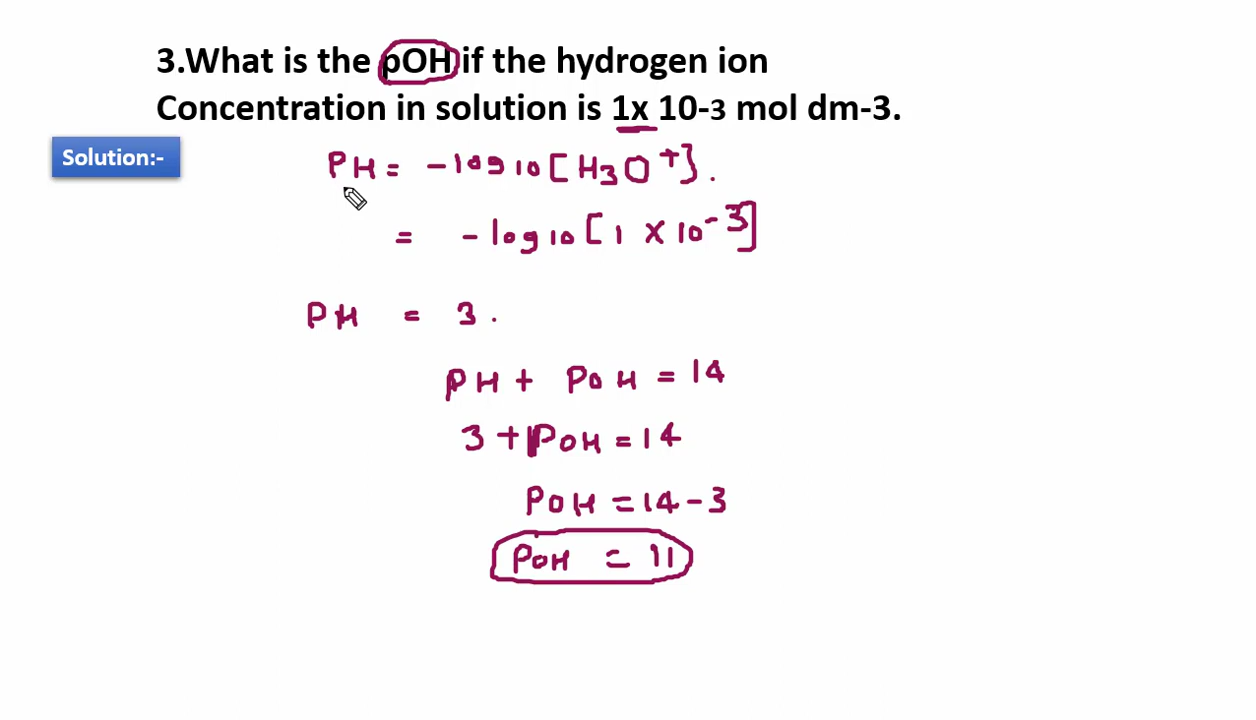 3.What is the pOH if the hydrogen ion
Concentration in solution is 1x 10-3 mol dm-3.
Solution:-
PH = -log10 [H3O+].
= -log10 [1 × 10-3]
PH = 3.
PH + POH = 14
3 + POH = 14
POH = 14 - 3
POH = 11